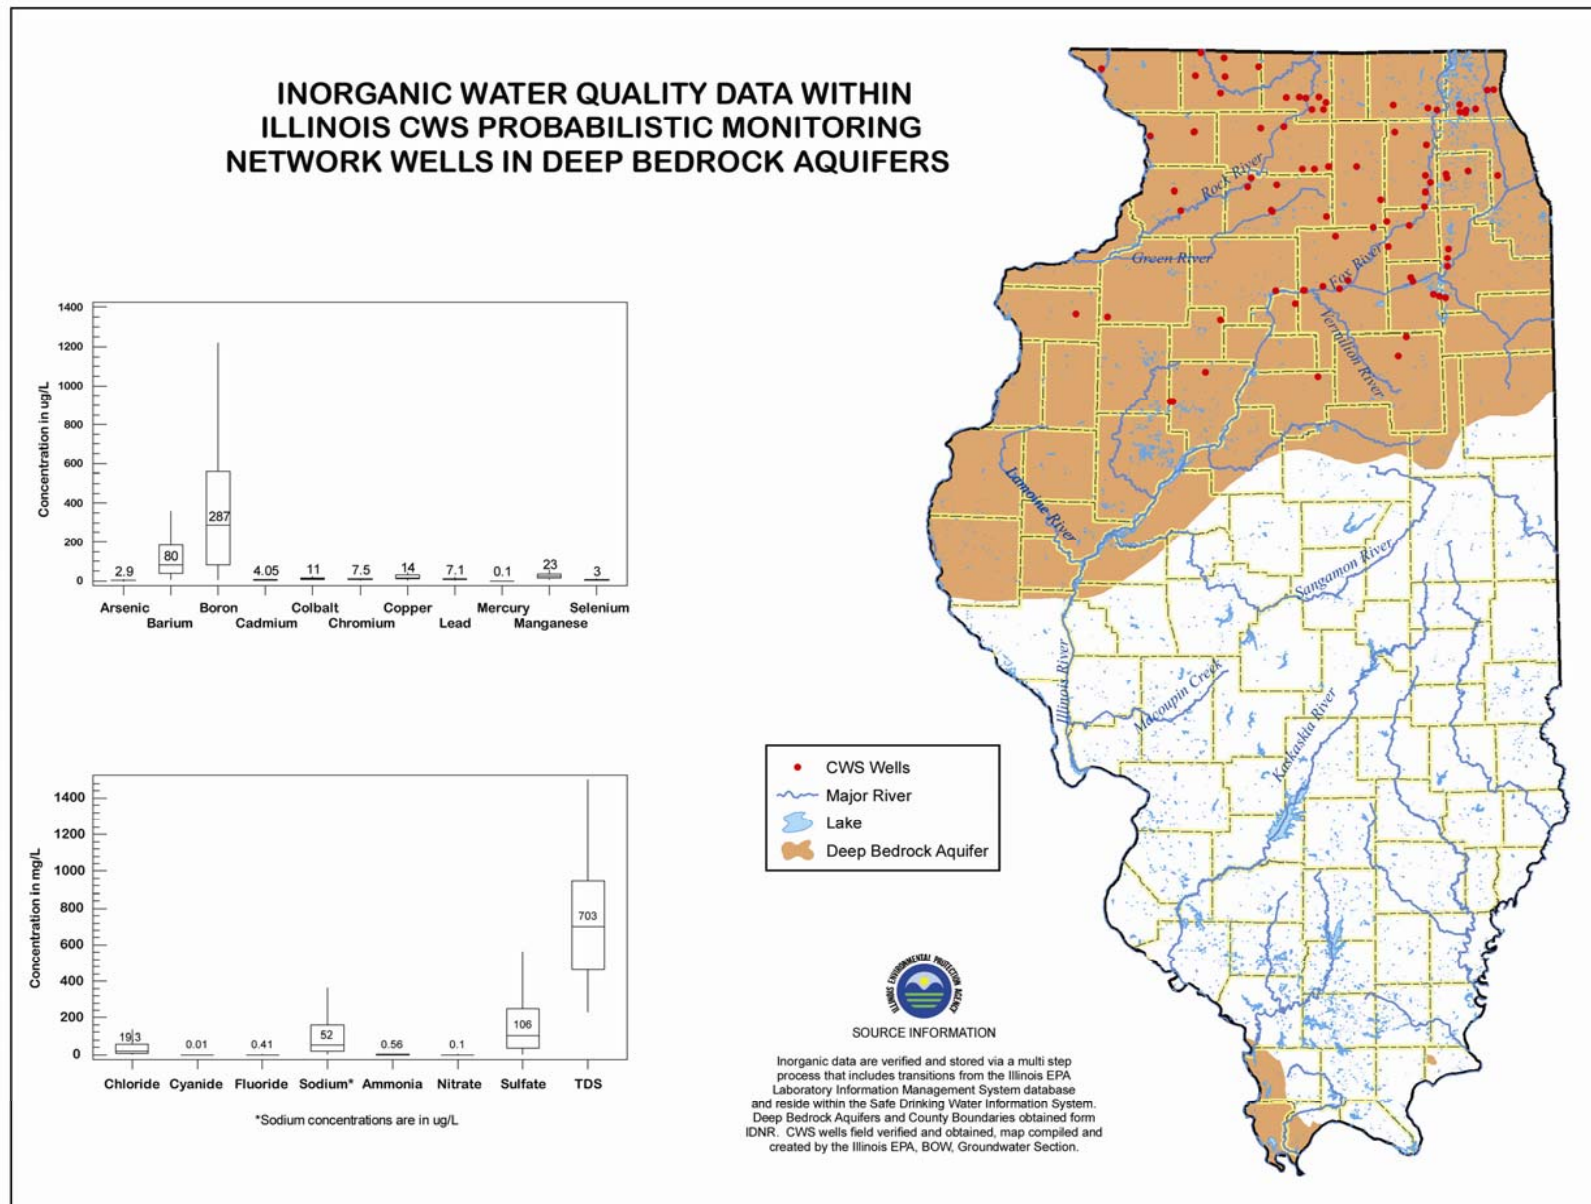 INORGANIC WATER QUALITY DATA WITHIN
ILLINOIS CWS PROBABILISTIC MONITORING
NETWORK WELLS IN DEEP BEDROCK AQUIFERS
Concentration in ug/L
1400
1200
1000
800
600
400
200
0
2.9
80
287
4.05
11
7.5
14
7.1
0.1
23
3
Arsenic
Barium
Boron
Cadmium
Colbalt
Chromium
Copper
Lead
Mercury
Manganese
Selenium
Concentration in mg/L
1400
1200
1000
800
600
400
200
0
19.3
0.01
0.41
52
0.56
0.1
106
703
Chloride
Cyanide
Fluoride
Sodium*
Ammonia
Nitrate
Sulfate
TDS
*Sodium concentrations are in ug/L
Rock River
Green River
Fox River
Vermilion River
Lamoine River
Sangamon River
Illinois River
Macoupin Creek
Kaskaskia River
CWS Wells
Major River
Lake
Deep Bedrock Aquifer
ILLINOIS ENVIRONMENTAL PROTECTION AGENCY
SOURCE INFORMATION
Inorganic data are verified and stored via a multi step
process that includes transitions from the Illinois EPA
Laboratory Information Management System database
and reside within the Safe Drinking Water Information System.
Deep Bedrock Aquifers and County Boundaries obtained form
IDNR. CWS wells field verified and obtained, map compiled and
created by the Illinois EPA, BOW, Groundwater Section.